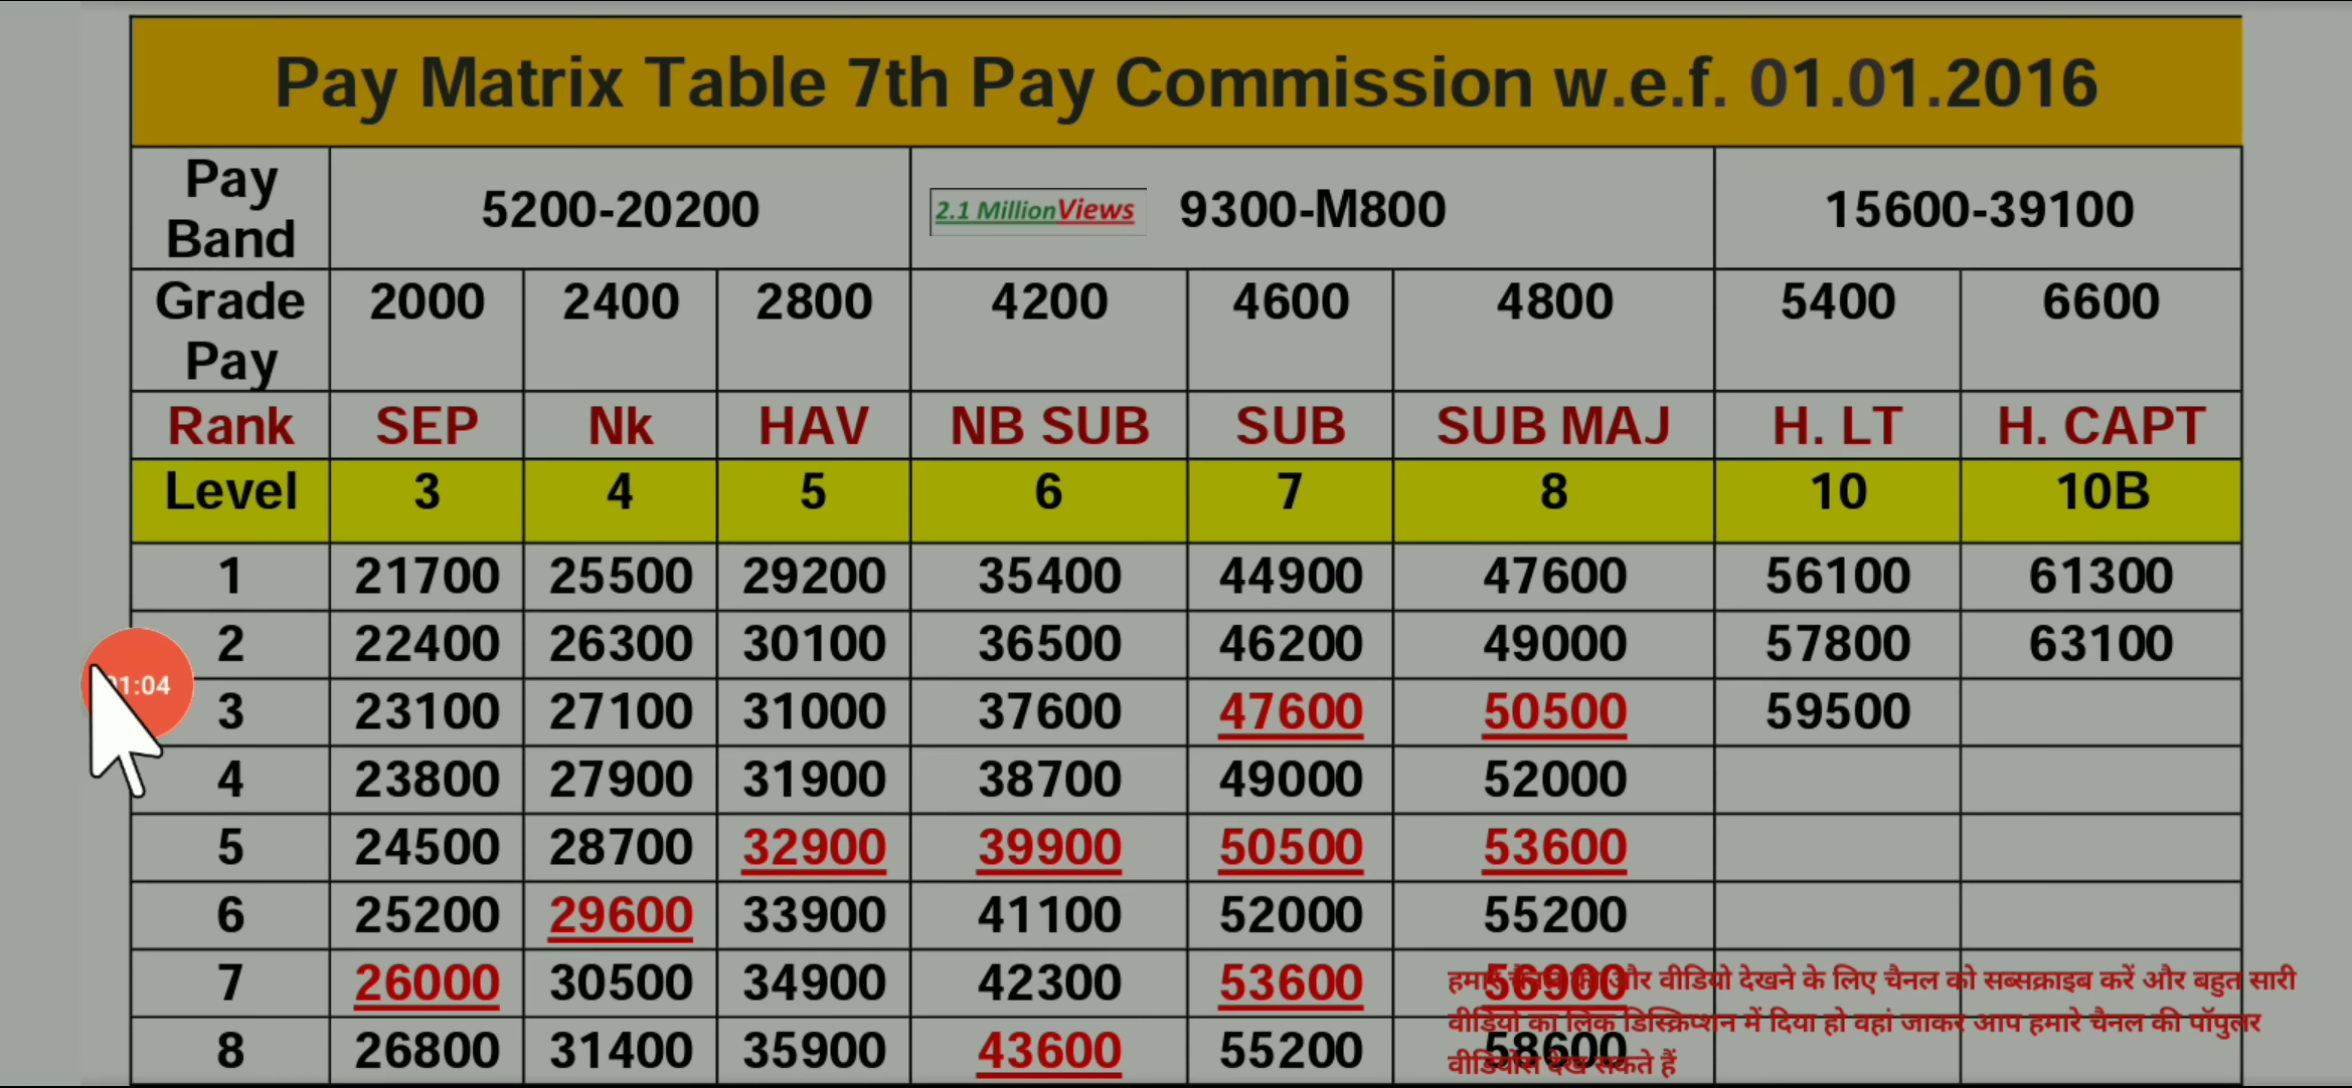 Pay Matrix Table 7th Pay Commission w.e.f. 01.01.2016
Pay Band 5200-20200 2.1 MillionViews 9300-M800 15600-39100
Grade Pay 2000 2400 2800 4200 4600 4800 5400 6600
Rank SEP Nk HAV NB SUB SUB SUB MAJ H. LT H. CAPT
Level 3 4 5 6 7 8 10 10B
1 21700 25500 29200 35400 44900 47600 56100 61300
2 22400 26300 30100 36500 46200 49000 57800 63100
1:04
3 23100 27100 31000 37600 47600 50500 59500
4 23800 27900 31900 38700 49000 52000
5 24500 28700 32900 39900 50500 53600
6 25200 29600 33900 41100 52000 55200
7 26000 30500 34900 42300 53600 56900
8 26800 31400 35900 43600 55200 58600
और वीडियो देखने के लिए चैनल को सब्सक्राइब करें और बहुत सारी
वीडियो का लिंक डिस्क्रिप्शन में दिया हो वहां जाकर आप हमारे चैनल की पॉपुलर
देख सकते हैं